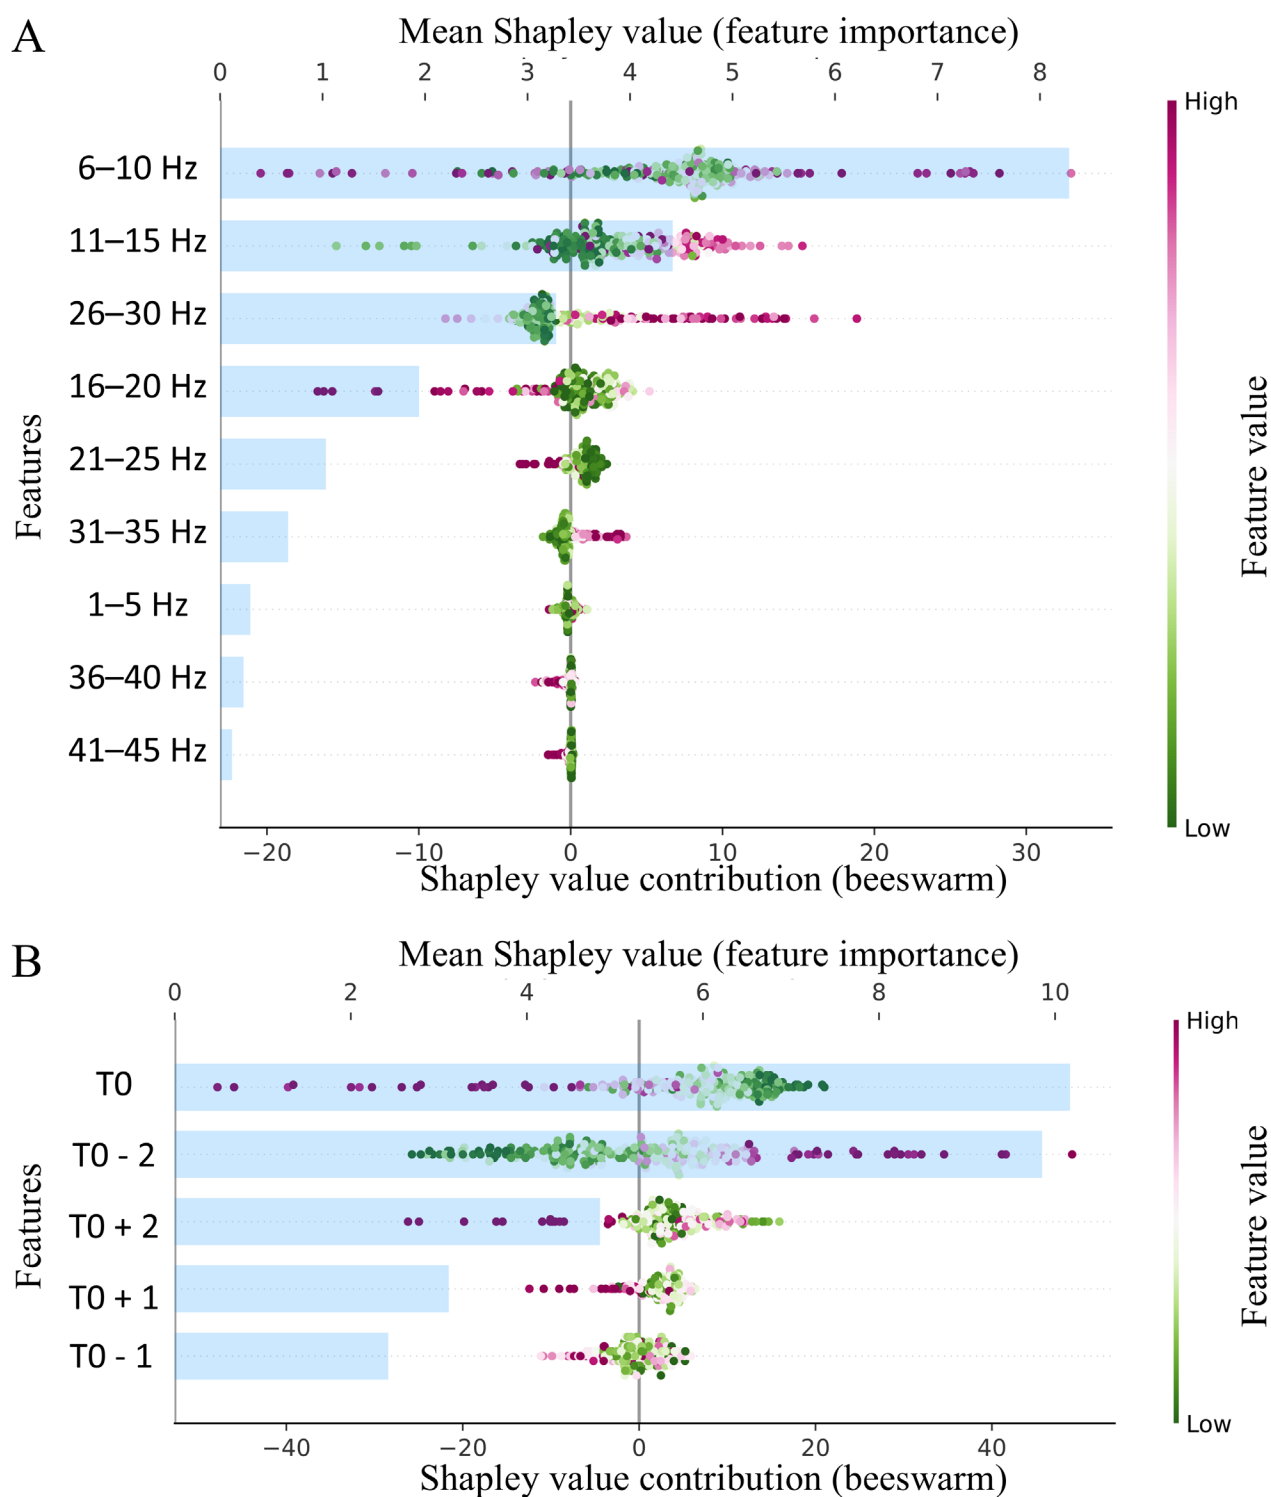 A
Mean Shapley value (feature importance)
0 1 2 3 4 5 6 7 8
High
6–10 Hz
11–15 Hz
26–30 Hz
16–20 Hz
21–25 Hz
31–35 Hz
1–5 Hz
36–40 Hz
41–45 Hz
Features
Feature value
Low
−20 −10 0 10 20 30
Shapley value contribution (beeswarm)
B
Mean Shapley value (feature importance)
0 2 4 6 8 10
High
T0
T0 - 2
T0 + 2
T0 + 1
T0 - 1
Features
Feature value
Low
−40 −20 0 20 40
Shapley value contribution (beeswarm)